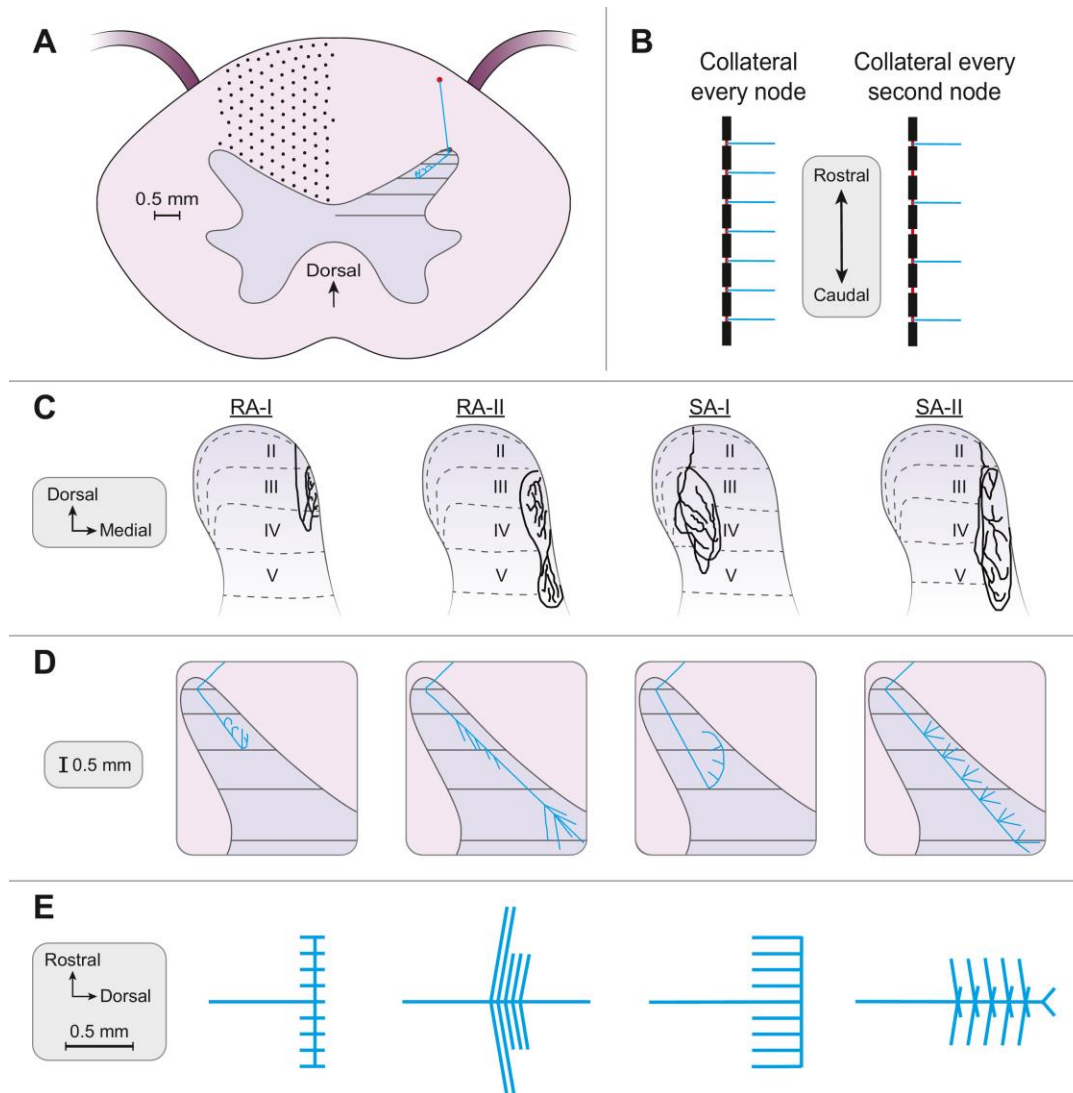 A
0.5 mm
Dorsal
B
Collateral
every node
Collateral every
second node
Rostral
Caudal
C
RA-I
RA-II
SA-I
SA-II
Dorsal
Medial
II
III
IV
V
II
III
IV
V
II
III
IV
V
II
III
IV
V
D
0.5 mm
E
Rostral
Dorsal
0.5 mm